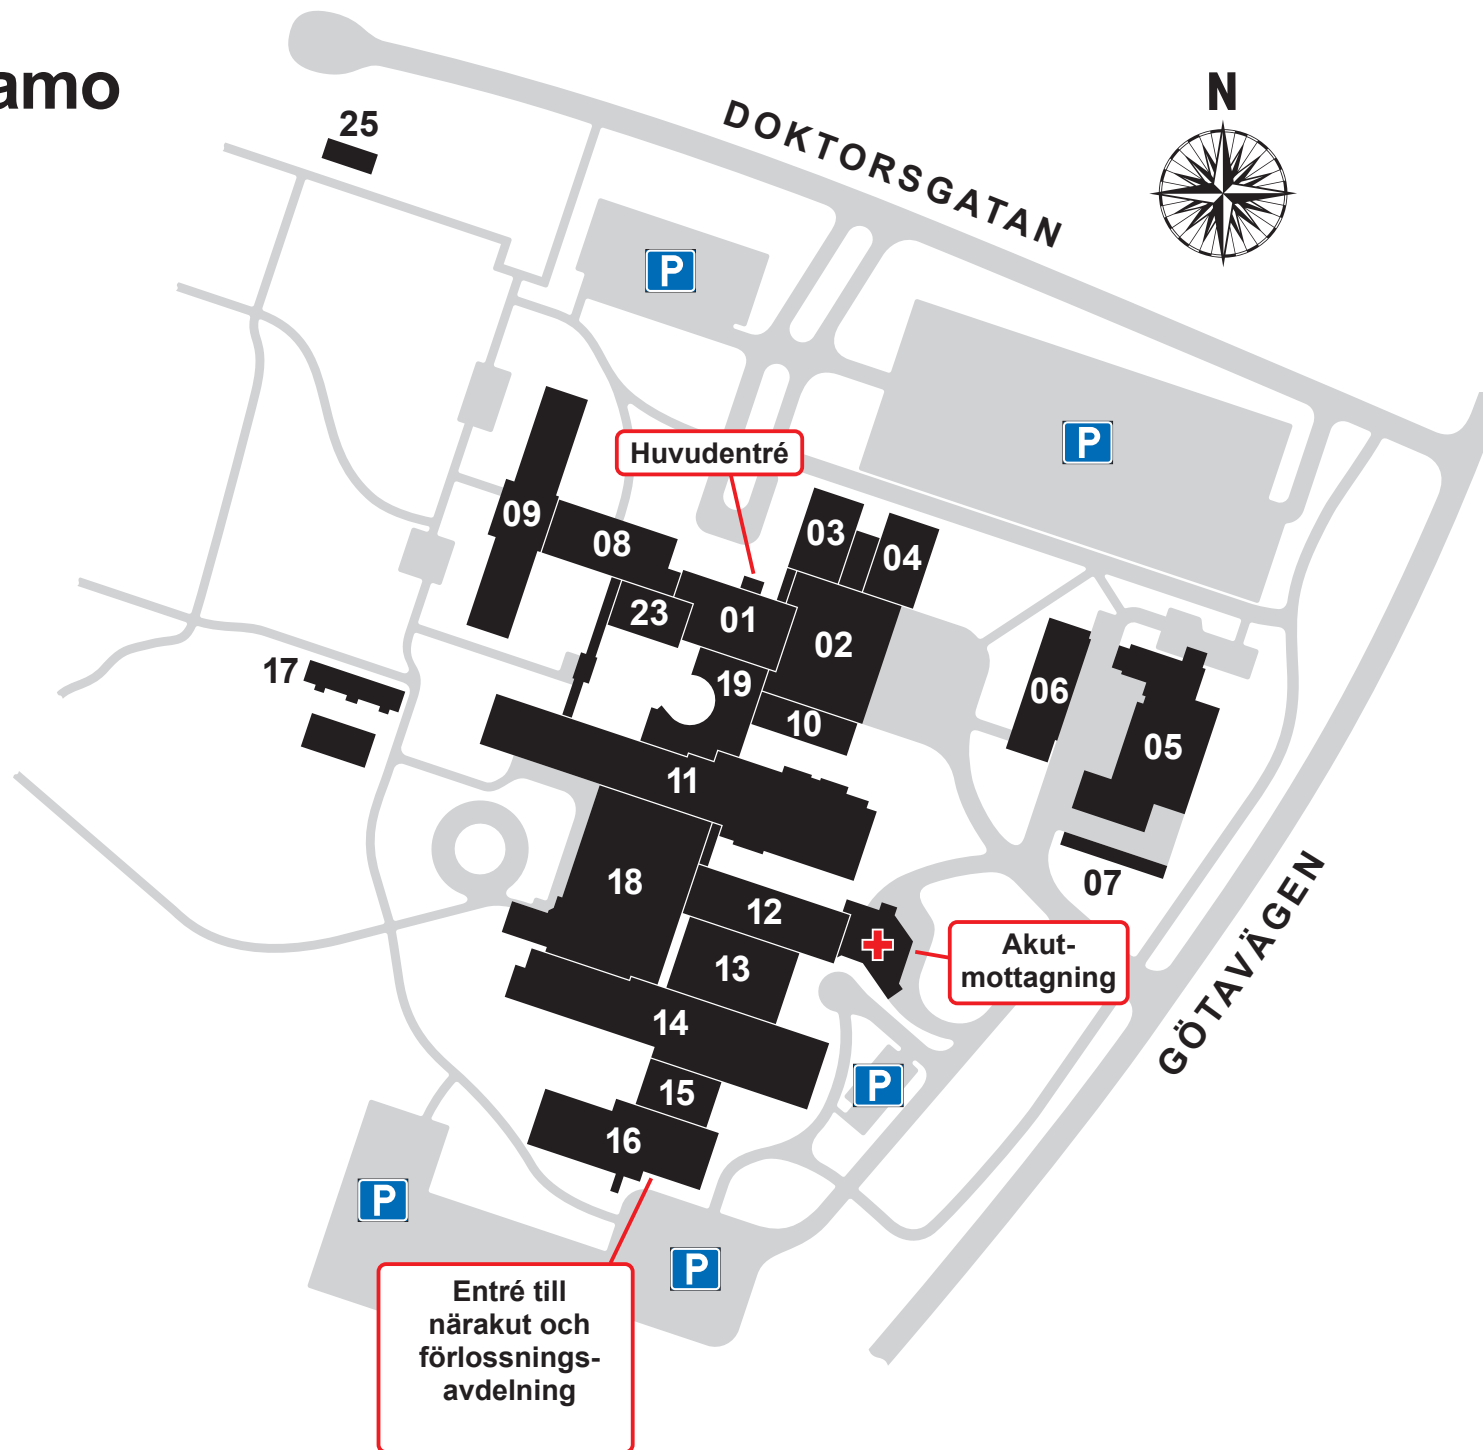 amo
25
DOKTORSGATAN
N
P
P
Huvudentré
09
08
03
04
23
01
02
17
19
10
06
05
11
18
12
07
13
Akut-
mottagning
GÖTAVÄGEN
14
15
P
16
P
P
Entré till
närakut och
förlossnings-
avdelning